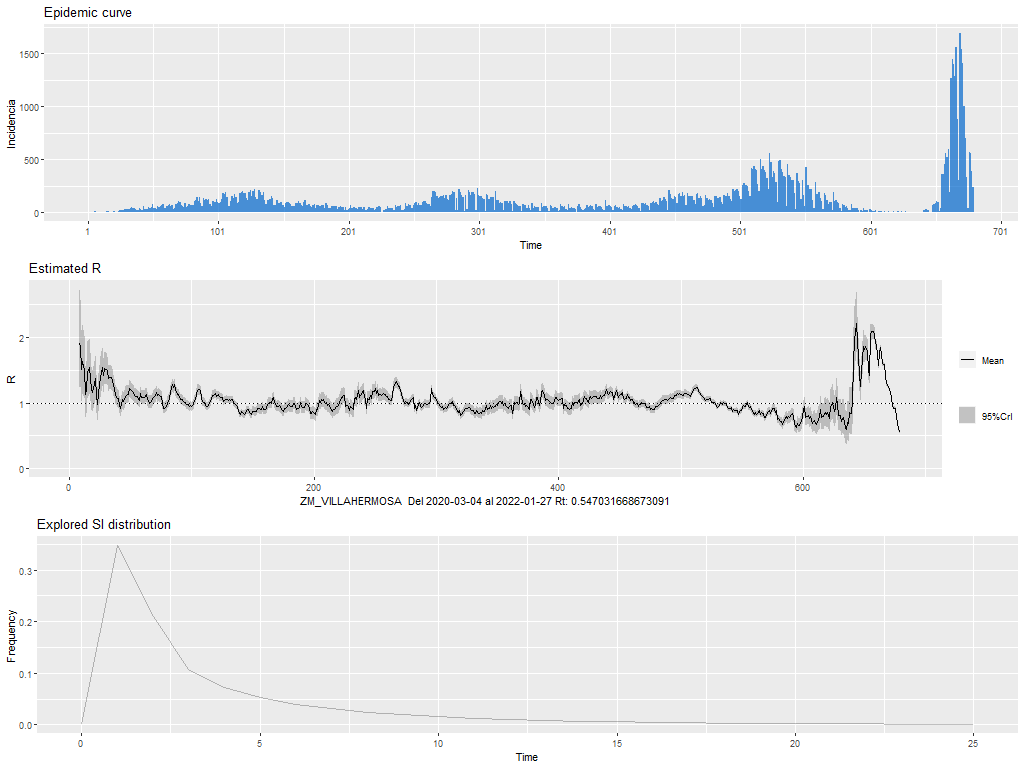 Epidemic curve
Incidencia
1500
1000
500
0
1 101 201 301 401 501 601 701
Time
Estimated R
R
2
1
0
Mean
95%CrI
0 200 400 600
ZM_VILLAHERMOSA Del 2020-03-04 al 2022-01-27 Rt: 0.547031668673091
Explored SI distribution
Frequency
0.3
0.2
0.1
0.0
0 5 10 15 20 25
Time